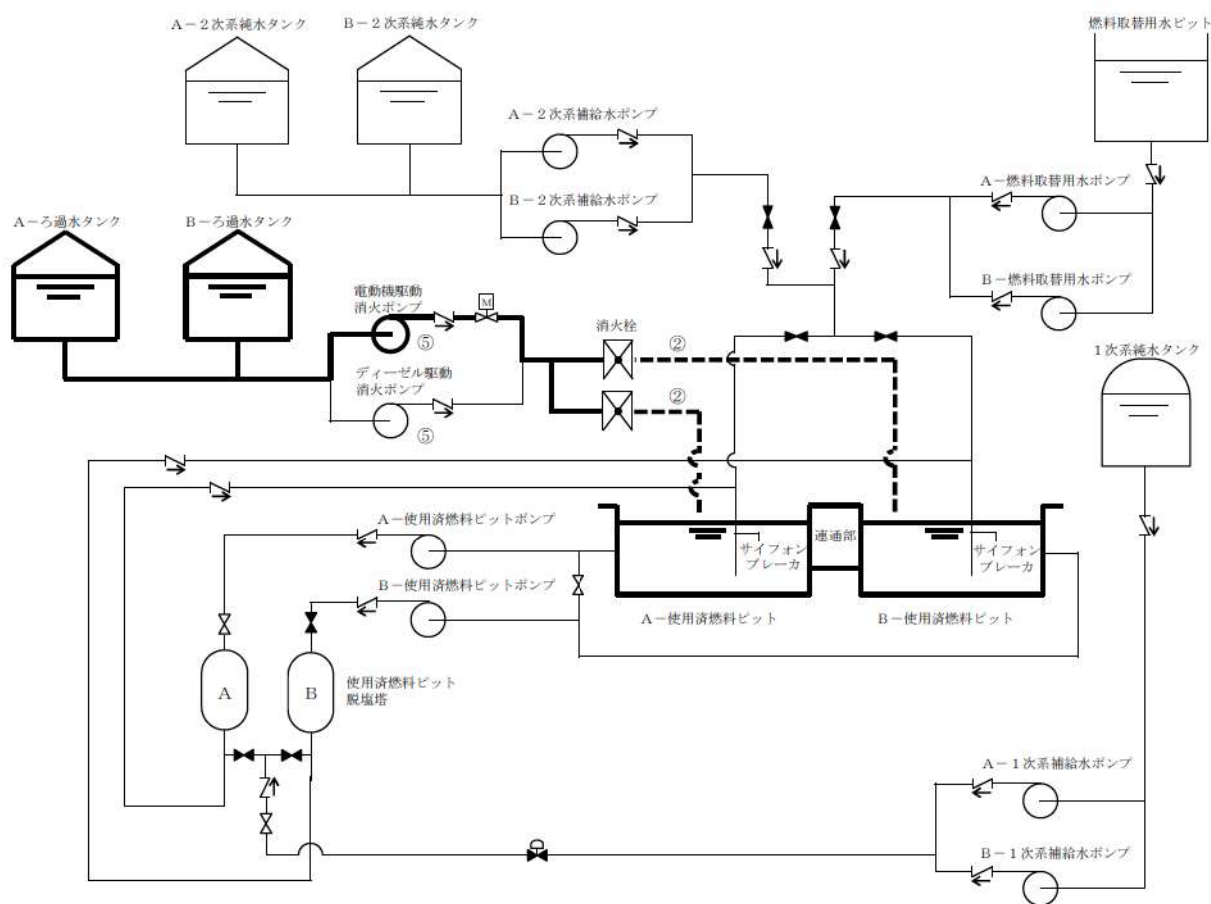 A－２次系純水タンク
B－２次系純水タンク
燃料取替用水ピット
A－２次系補給水ポンプ
A－燃料取替用水ポンプ
B－２次系補給水ポンプ
A－ろ過水タンク
B－ろ過水タンク
B－燃料取替用水ポンプ
電動機駆動
消火ポンプ
M
⑤
消火栓
②
１次系純水タンク
ディーゼル駆動
消火ポンプ
⑤
②
A－使用済燃料ピットポンプ
連通部
サイフォン
ブレーカ
サイフォン
ブレーカ
B－使用済燃料ピットポンプ
A－使用済燃料ピット
B－使用済燃料ピット
A
B
使用済燃料ピット
脱塩塔
A－１次系補給水ポンプ
B－１次系補給水ポンプ